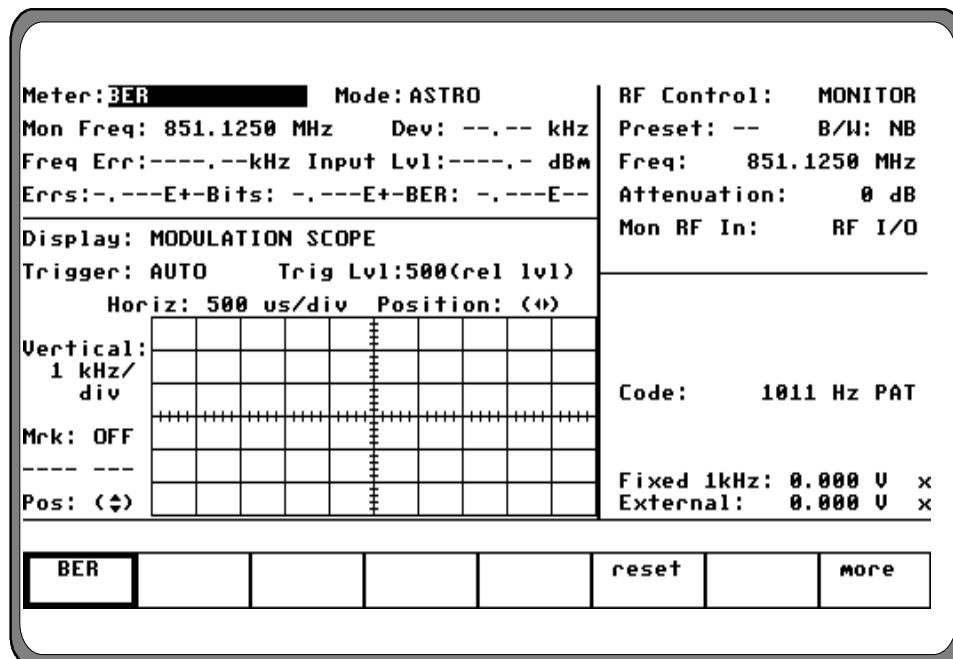 Meter:BER Mode:ASTRO
Mon Freq: 851.1250 MHz Dev: --.-- kHz
Freq Err:----.--kHz Input Lvl:----.- dBm
Errs:-.---E+-Bits: -.---E+-BER: -.---E--
Display: MODULATION SCOPE
Trigger: AUTO Trig Lvl:500(rel lvl)
Horiz: 500 us/div Position: (◂▸)
Vertical:
1 kHz/
div
Mrk: OFF
---- ---
Pos: (▴▾)
RF Control: MONITOR
Preset: -- B/W: NB
Freq: 851.1250 MHz
Attenuation: 0 dB
Mon RF In: RF I/O
Code: 1011 Hz PAT
Fixed 1kHz: 0.000 V x
External: 0.000 V x
BER reset more